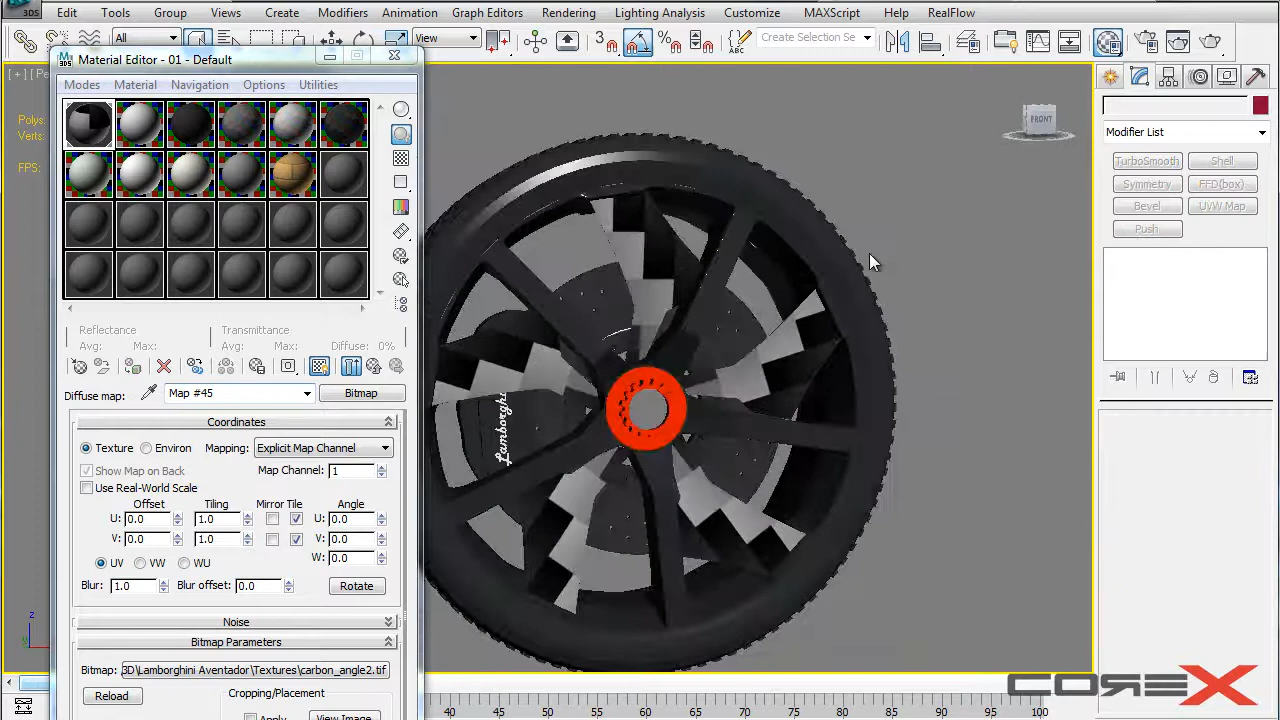 Edit Tools Group Views Create Modifiers Animation Graph Editors Rendering Lighting Analysis Customize MAXScript Help RealFlow
All View 3 Create Selection Se
Material Editor - 01 - Default
[ + ]
FRONT
Modes Material Navigation Options Utilities
Polys:
Verts:
FPS:
Modifier List
TurboSmooth Shell
Symmetry FFD(box)
Bevel UVW Map
Push
Reflectance Transmittance
Avg: Max: Avg: Max: Diffuse: 0%
Diffuse map: Map #45 Bitmap
Coordinates
Texture Environ Mapping: Explicit Map Channel
Show Map on Back Map Channel: 1
Use Real-World Scale
Offset Tiling Mirror Tile Angle
U: 0.0 1.0 U: 0.0
V: 0.0 1.0 V: 0.0
W: 0.0
UV VW WU
Blur: 1.0 Blur offset: 0.0 Rotate
Noise
Bitmap Parameters
Bitmap: 3D\Lamborghini Aventador\Textures\carbon_angle2.tif
Reload Cropping/Placement
Apply View Image
Lamborghi
z
40 45 50 55 60 65 70 75 80 85 90 95 100
COREX